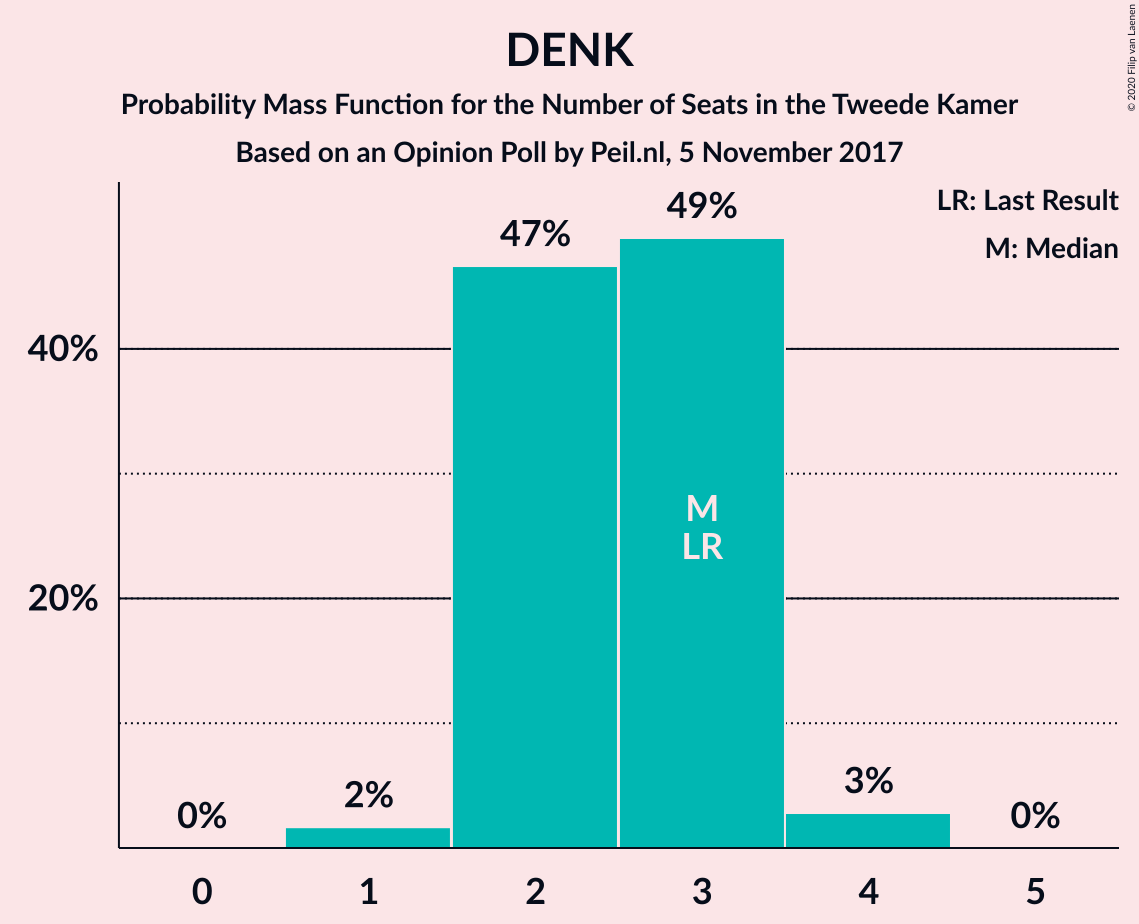 DENK
Probability Mass Function for the Number of Seats in the Tweede Kamer
Based on an Opinion Poll by Peil.nl, 5 November 2017
© 2020 Filip van Laenen
LR: Last Result
M: Median
49%
47%
40%
M
LR
20%
3%
2%
0%
0%
0 1 2 3 4 5